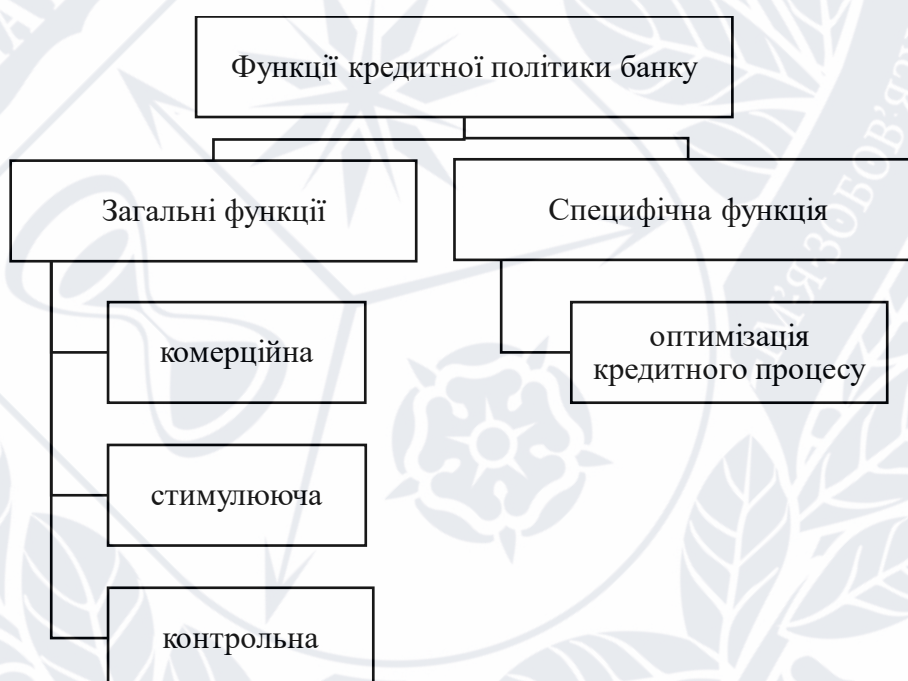 Функції кредитної політики банку
Загальні функції
Специфічна функція
комерційна
оптимізація
кредитного процесу
стимулююча
контрольна